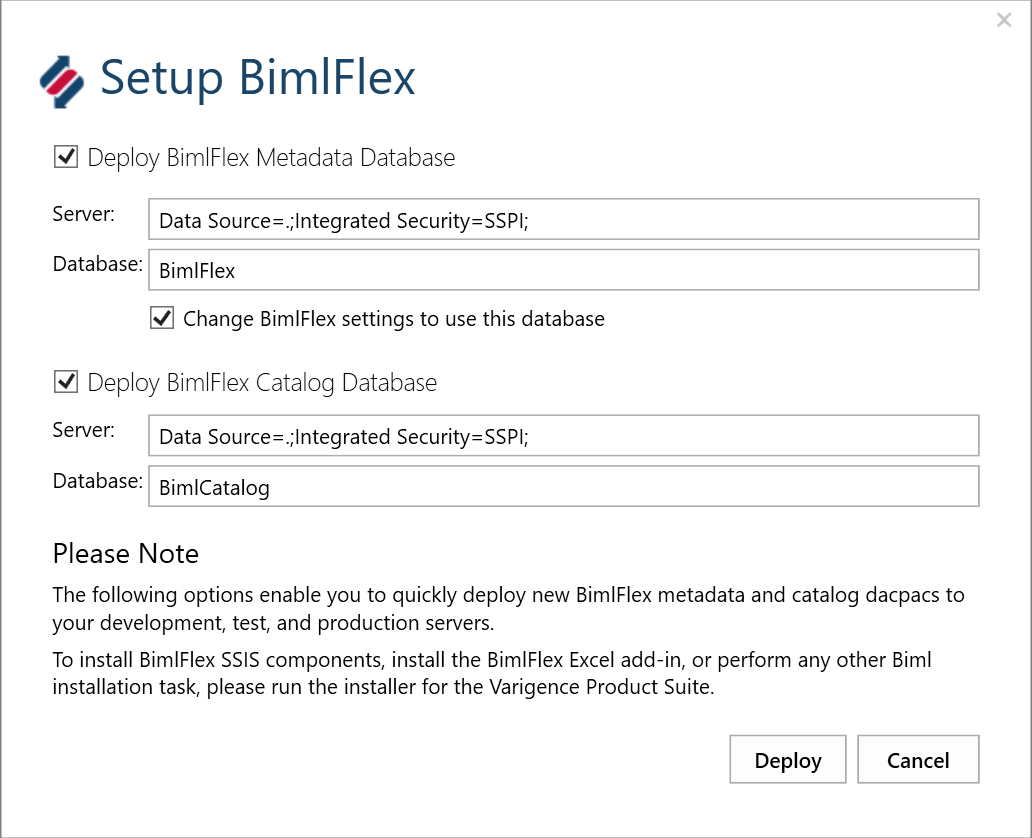 Setup BimlFlex
Deploy BimlFlex Metadata Database
Server:
Data Source=.;Integrated Security=SSPI;
Database:
BimlFlex
Change BimlFlex settings to use this database
Deploy BimlFlex Catalog Database
Server:
Data Source=.;Integrated Security=SSPI;
Database:
BimlCatalog
Please Note
The following options enable you to quickly deploy new BimlFlex metadata and catalog dacpacs to
your development, test, and production servers.
To install BimlFlex SSIS components, install the BimlFlex Excel add-in, or perform any other Biml
installation task, please run the installer for the Varigence Product Suite.
Deploy
Cancel